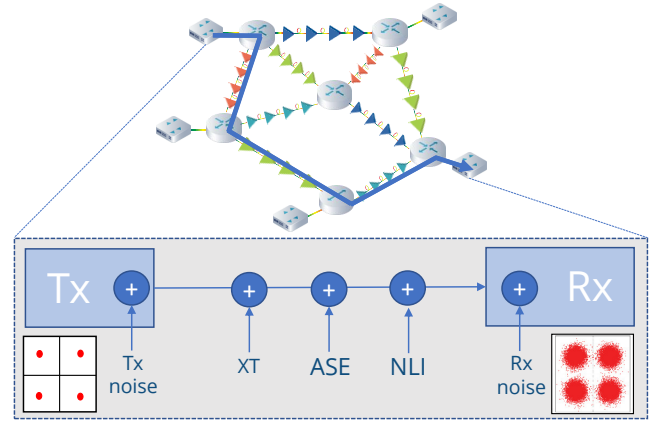 Tx
+
+
+
+
+
Rx
Tx
noise
XT
ASE
NLI
Rx
noise